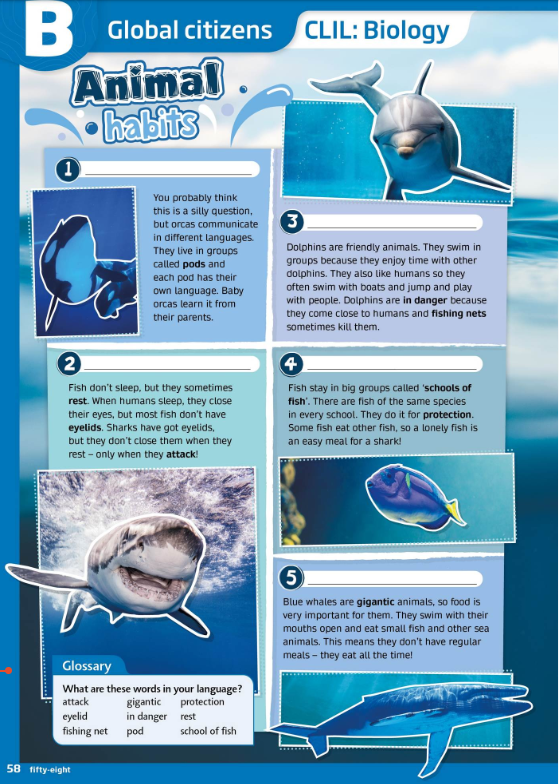 B
Global citizens
CLIL: Biology
Animal
habits
1
You probably think
this is a silly question,
but orcas communicate
in different languages.
They live in groups
called pods and
each pod has their
own language. Baby
orcas learn it from
their parents.
2
Fish don't sleep, but they sometimes
rest. When humans sleep, they close
their eyes, but most fish don't have
eyelids. Sharks have got eyelids,
but they don't close them when they
rest – only when they attack!
3
Dolphins are friendly animals. They swim in
groups because they enjoy time with other
dolphins. They also like humans so they
often swim with boats and jump and play
with people. Dolphins are in danger because
they come close to humans and fishing nets
sometimes kill them.
4
Fish stay in big groups called 'schools of
fish'. There are fish of the same species
in every school. They do it for protection.
Some fish eat other fish, so a lonely fish is
an easy meal for a shark!
5
Blue whales are gigantic animals, so food is
very important for them. They swim with their
mouths open and eat small fish and other sea
animals. This means they don't have regular
meals – they eat all the time!
Glossary
What are these words in your language?
attack gigantic protection
eyelid in danger rest
fishing net pod school of fish
58 fifty-eight